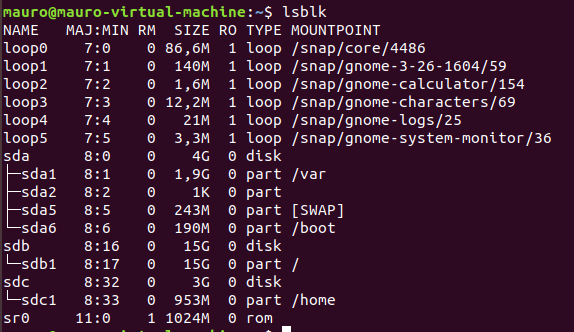 mauro@mauro-virtual-machine:~$ lsblk
NAME   MAJ:MIN RM  SIZE RO TYPE MOUNTPOINT
loop0    7:0    0 86,6M  1 loop /snap/core/4486
loop1    7:1    0  140M  1 loop /snap/gnome-3-26-1604/59
loop2    7:2    0  1,6M  1 loop /snap/gnome-calculator/154
loop3    7:3    0 12,2M  1 loop /snap/gnome-characters/69
loop4    7:4    0   21M  1 loop /snap/gnome-logs/25
loop5    7:5    0  3,3M  1 loop /snap/gnome-system-monitor/36
sda      8:0    0    4G  0 disk
├─sda1   8:1    0  1,9G  0 part /var
├─sda2   8:2    0    1K  0 part
├─sda5   8:5    0  243M  0 part [SWAP]
└─sda6   8:6    0  190M  0 part /boot
sdb      8:16   0   15G  0 disk
└─sdb1   8:17   0   15G  0 part /
sdc      8:32   0    3G  0 disk
└─sdc1   8:33   0  953M  0 part /home
sr0     11:0    1 1024M  0 rom